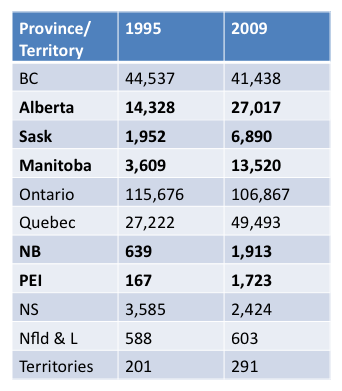 Province/ 1995 2009
Territory
BC 44,537 41,438
Alberta 14,328 27,017
Sask 1,952 6,890
Manitoba 3,609 13,520
Ontario 115,676 106,867
Quebec 27,222 49,493
NB 639 1,913
PEI 167 1,723
NS 3,585 2,424
Nfld & L 588 603
Territories 201 291